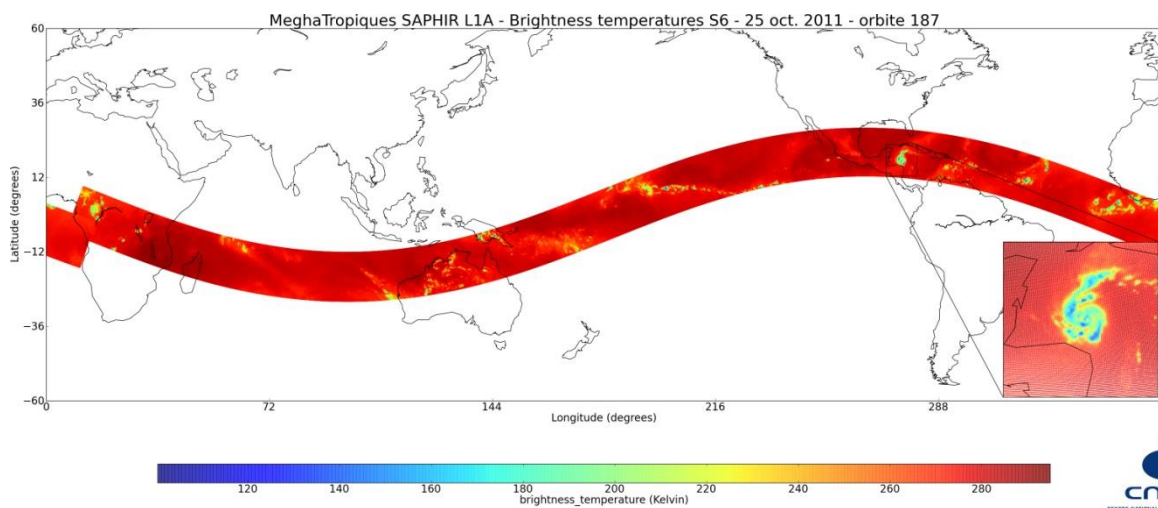 MeghaTropiques SAPHIR L1A - Brightness temperatures S6 - 25 oct. 2011 - orbite 187
60
36
12
−12
−36
−60
Latitude (degrees)
0 72 144 216 288
Longitude (degrees)
120 140 160 180 200 220 240 260 280
brightness_temperature (Kelvin)